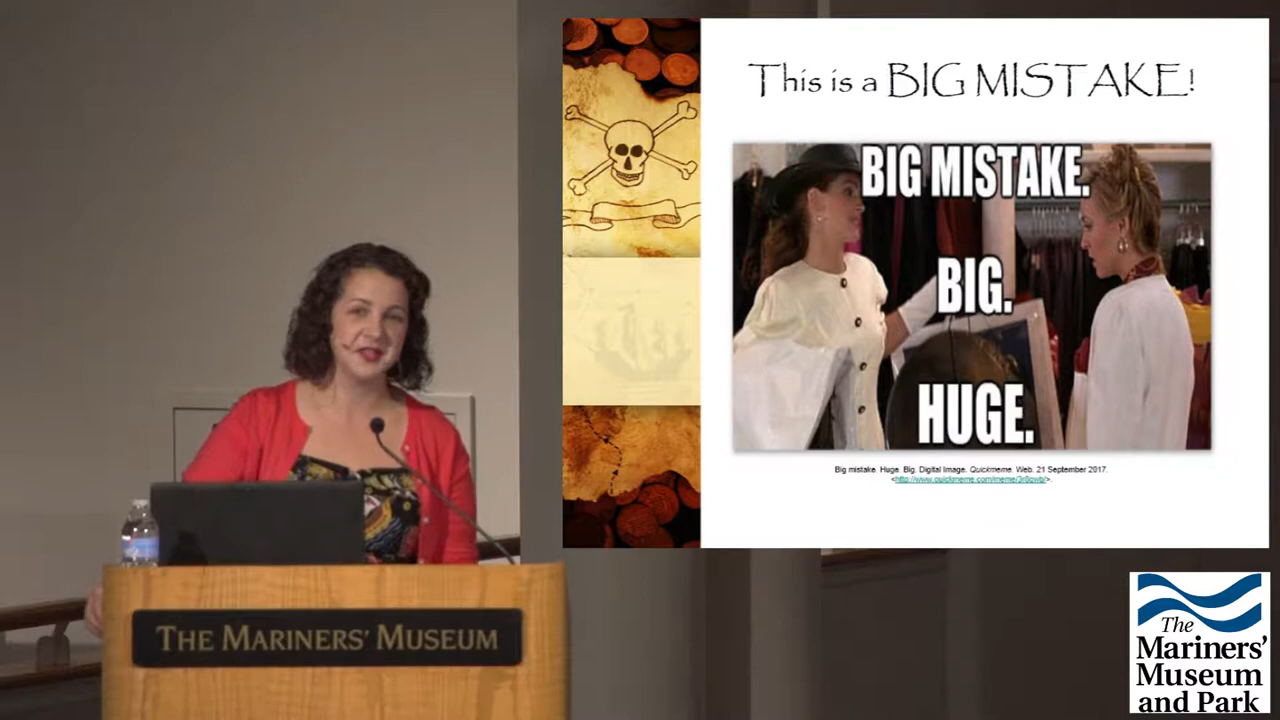 This is a BIG MISTAKE!
BIG MISTAKE.
BIG.
HUGE.
Big mistake. Huge. Big. Digital Image. Quickmeme. Web. 21 September 2017.
THE MARINERS' MUSEUM
The
Mariners'
Museum
and Park